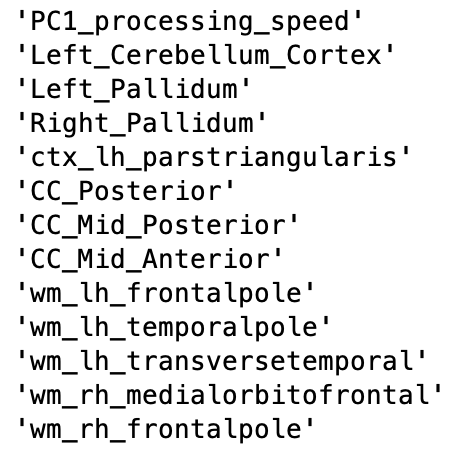 'PC1_processing_speed'
'Left_Cerebellum_Cortex'
'Left_Pallidum'
'Right_Pallidum'
'ctx_lh_parstriangularis'
'CC_Posterior'
'CC_Mid_Posterior'
'CC_Mid_Anterior'
'wm_lh_frontalpole'
'wm_lh_temporalpole'
'wm_lh_transversetemporal'
'wm_rh_medialorbitofrontal'
'wm_rh_frontalpole'